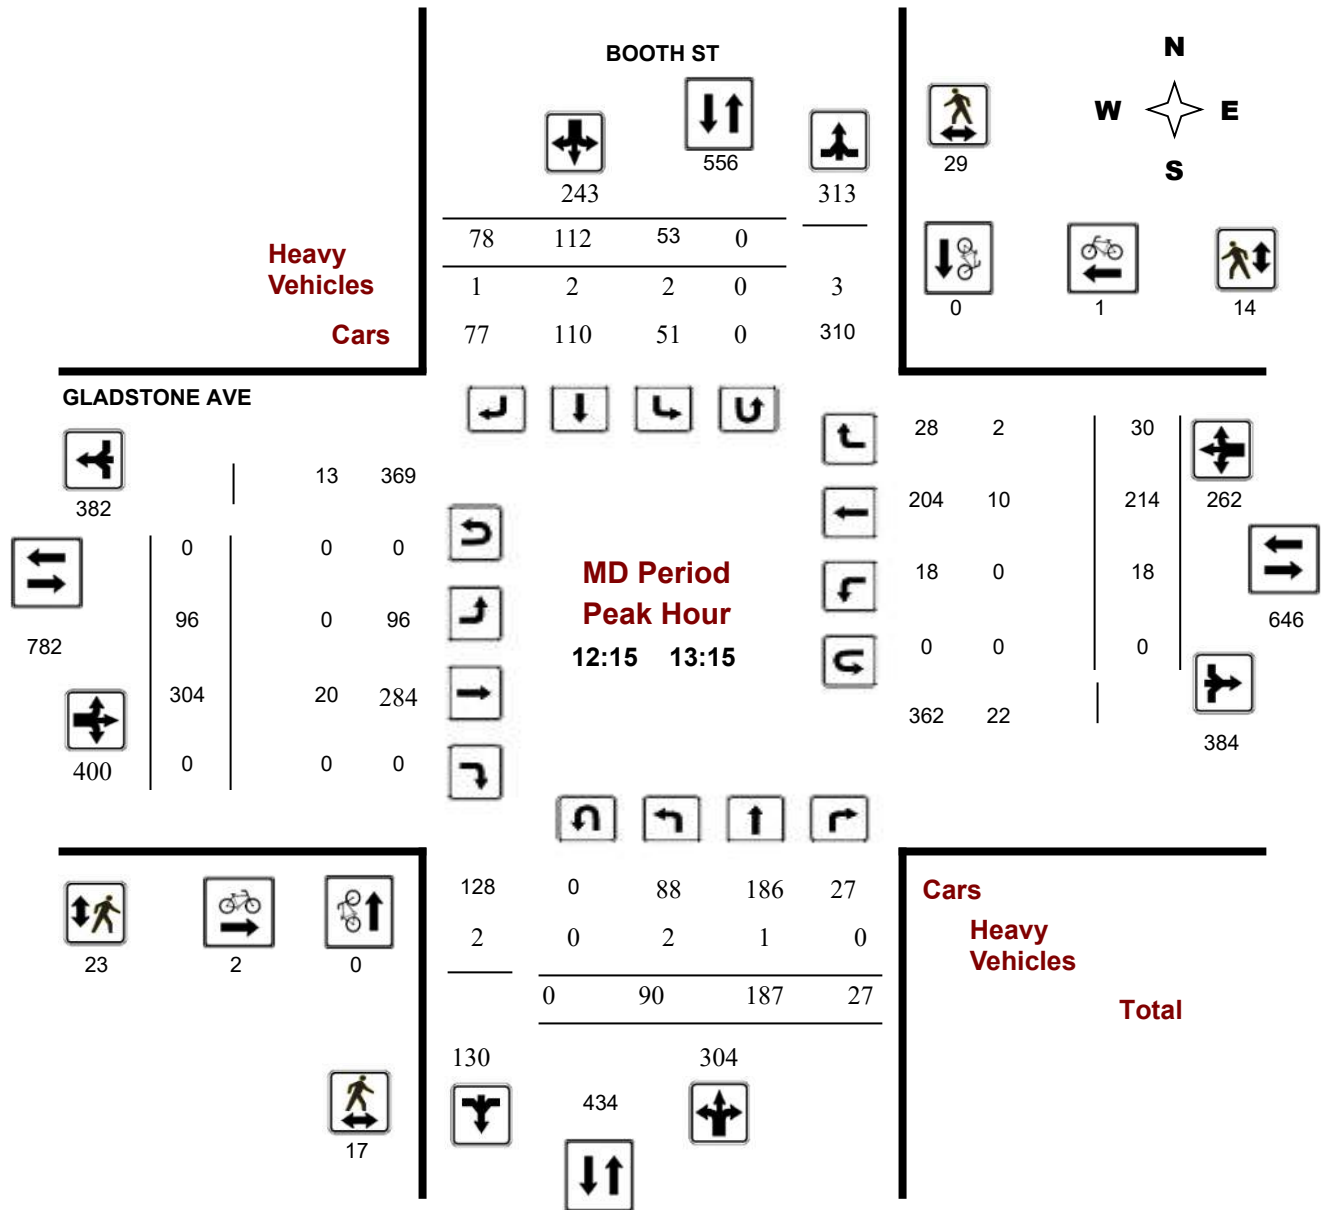 BOOTH ST
N
W E
S
556
29
243
313
78 112 53 0
Heavy
Vehicles
1 2 2 0 3
0 1 14
Cars
77 110 51 0 310
GLADSTONE AVE
28 2 30
13 369
382
204 10 214 262
0 0 0
MD Period
18 0 18
Peak Hour
96 0 96
646
782
12:15 13:15
0 0 0
304 20 284
362 22
384
400 0 0 0
128 0 88 186 27
Cars
2 0 2 1 0
Heavy
Vehicles
23 2 0
0 90 187 27
Total
130 304
434
17